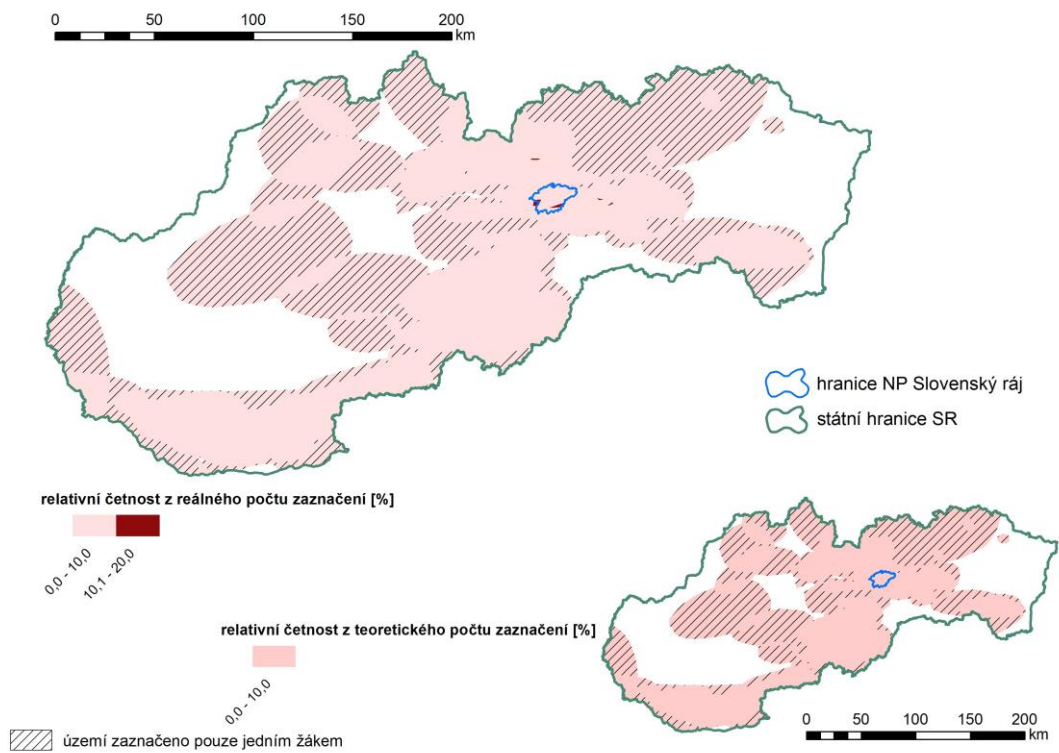 0 50 100 150 200
km
hranice NP Slovenský ráj
státní hranice SR
relativní četnost z reálného počtu zaznačení [%]
0,0 - 10,0
10,1 - 20,0
relativní četnost z teoretického počtu zaznačení [%]
0,0 - 10,0
území zaznačeno pouze jedním žákem
0 50 100 150 200
km